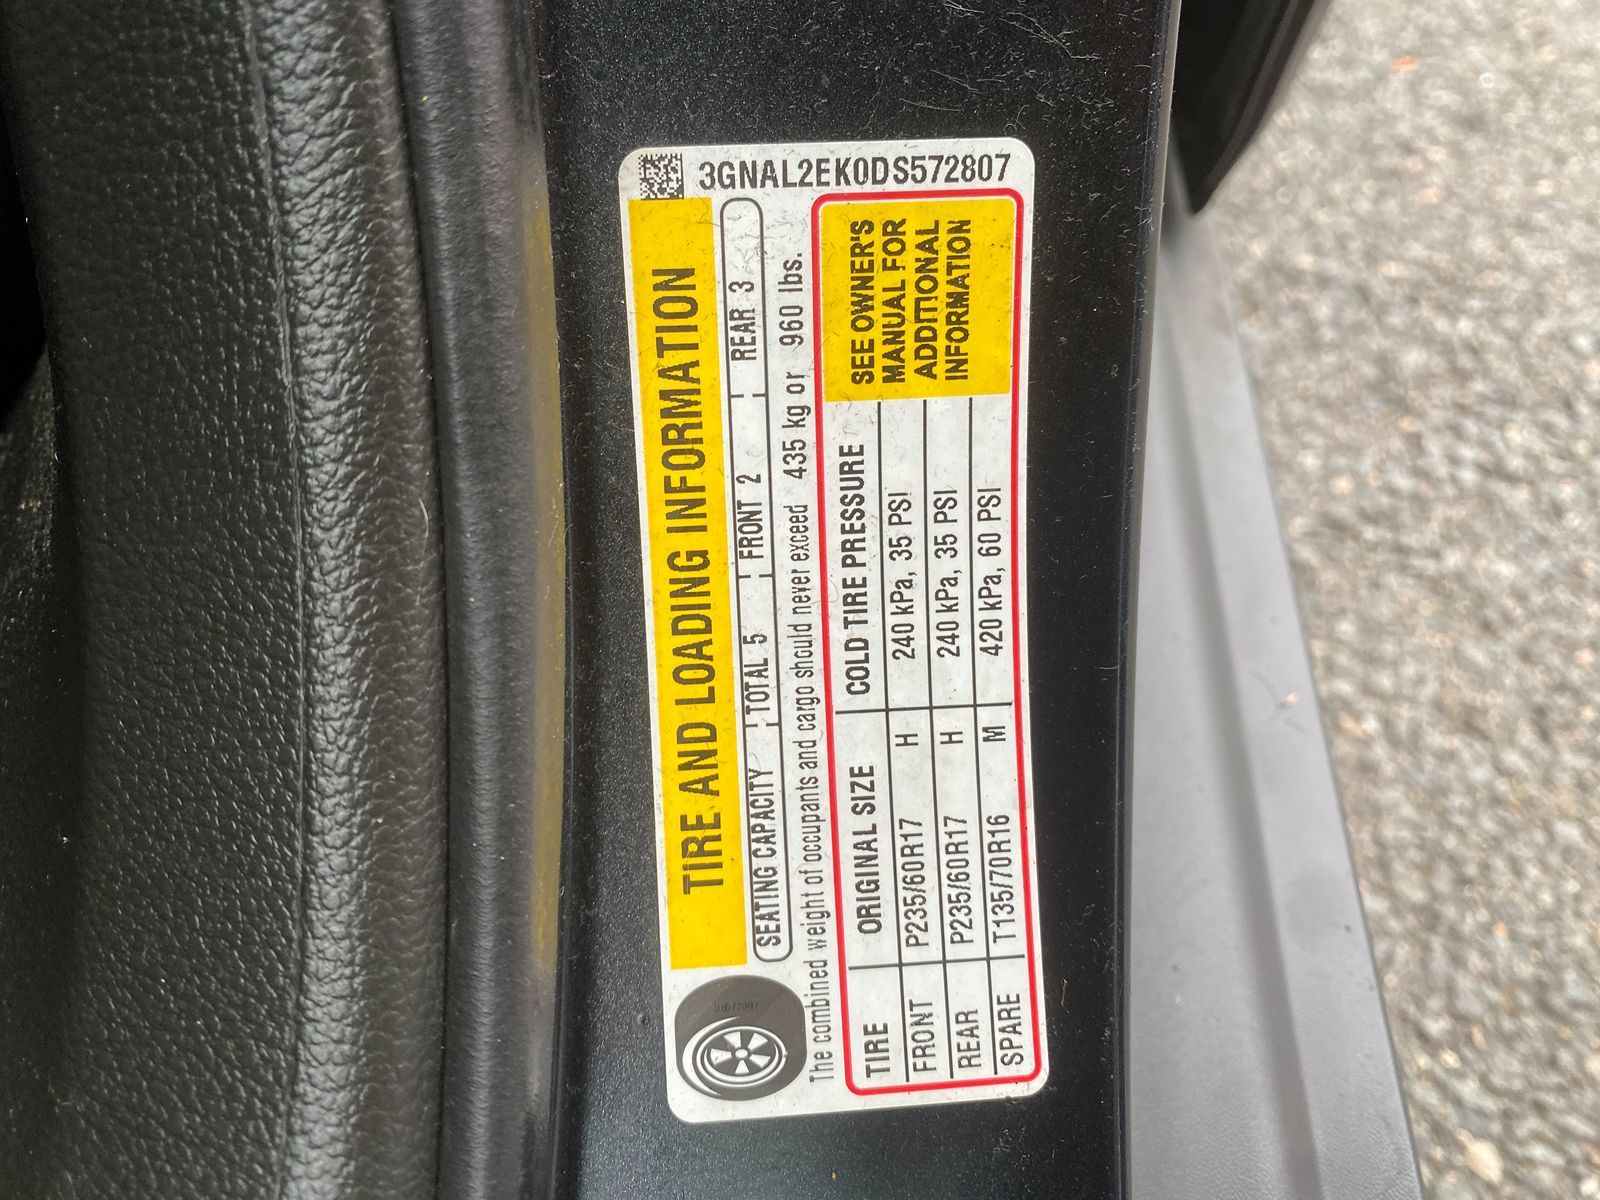 3GNAL2EK0DS572807
TIRE AND LOADING INFORMATION
SEATING CAPACITY TOTAL 5 FRONT 2 REAR 3
The combined weight of occupants and cargo should never exceed 435 kg or 960 lbs.
TIRE ORIGINAL SIZE COLD TIRE PRESSURE
FRONT P235/60R17 H 240 kPa, 35 PSI
REAR P235/60R17 H 240 kPa, 35 PSI
SPARE T135/70R16 M 420 kPa, 60 PSI
SEE OWNER'S
MANUAL FOR
ADDITIONAL
INFORMATION